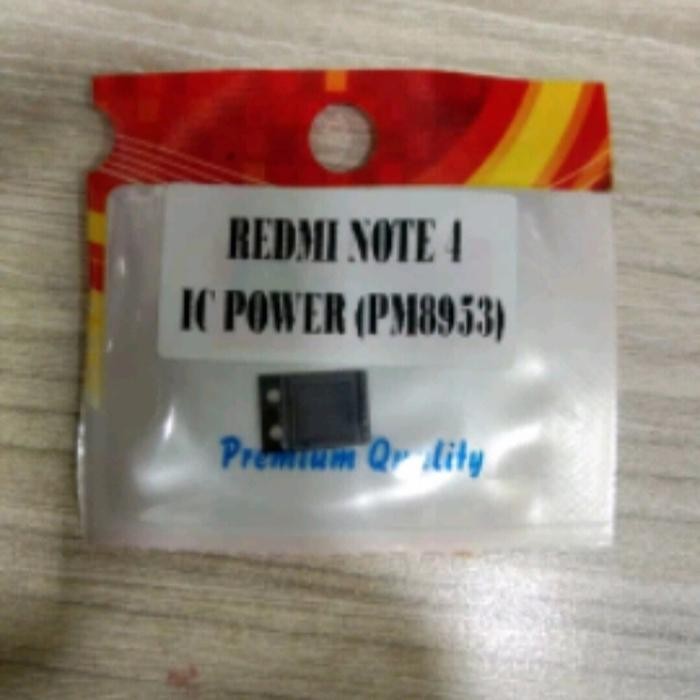 REDMI NOTE 4
IC POWER (PM8953)
Premium Quality